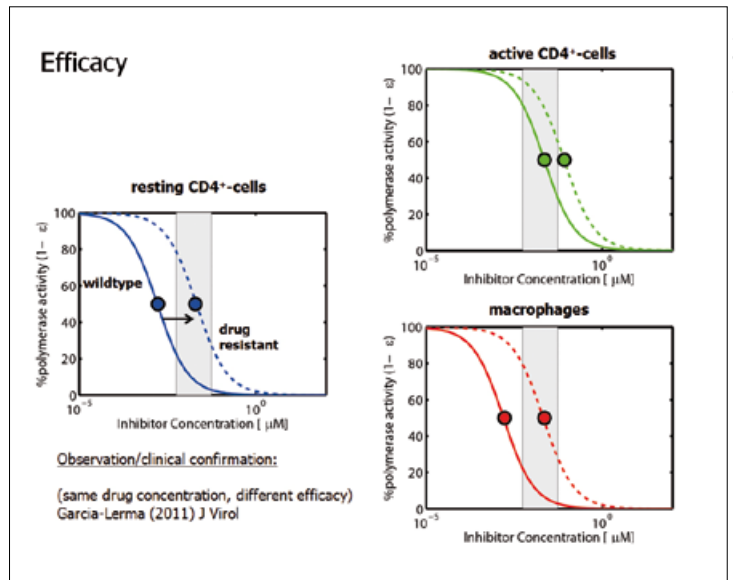 Efficacy
resting CD4⁺-cells
%polymerase activity (1− ε)
100
80
60
40
20
0
wildtype
drug
resistant
10⁻⁵
10⁰
Inhibitor Concentration [ µM]
Observation/clinical confirmation:
(same drug concentration, different efficacy)
Garcia-Lerma (2011) J Virol
active CD4⁺-cells
%polymerase activity (1− ε)
100
80
60
40
20
0
10⁻⁵
10⁰
Inhibitor Concentration [ µM]
macrophages
%polymerase activity (1− ε)
100
80
60
40
20
0
10⁻⁵
10⁰
Inhibitor Concentration [ µM]